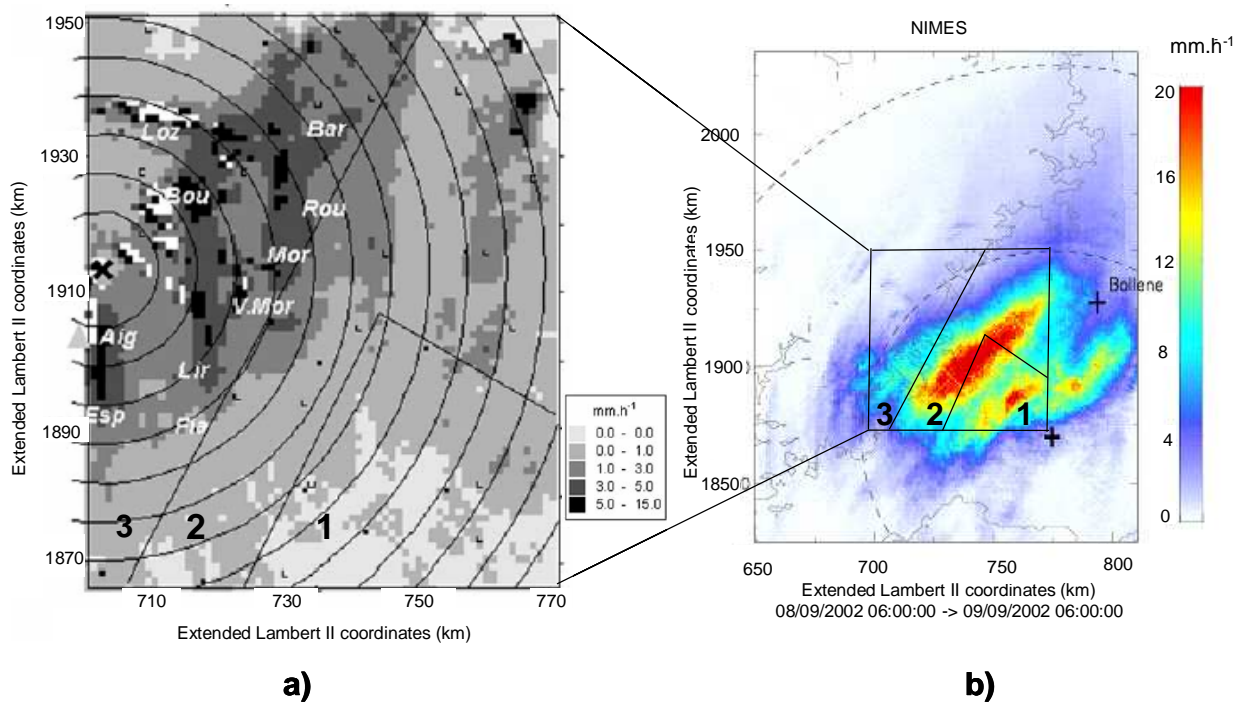 1950
1930
1910
1890
1870
Extended Lambert II coordinates (km)
Loz
Bar
Bou
Rou
Mor
V.Mor
Aig
Lir
Esp
3
2
1
710
730
750
770
Extended Lambert II coordinates (km)
mm.h⁻¹
0.0 - 0.0
0.0 - 1.0
1.0 - 3.0
3.0 - 5.0
5.0 - 15.0
a)
NIMES
mm.h⁻¹
20
16
12
8
4
0
2000
1950
1900
1850
Extended Lambert II coordinates (km)
Bollene
3
2
1
650
700
750
810
Extended Lambert II coordinates (km)
08/09/2002 06:00:00 -> 09/09/2002 06:00:00
b)